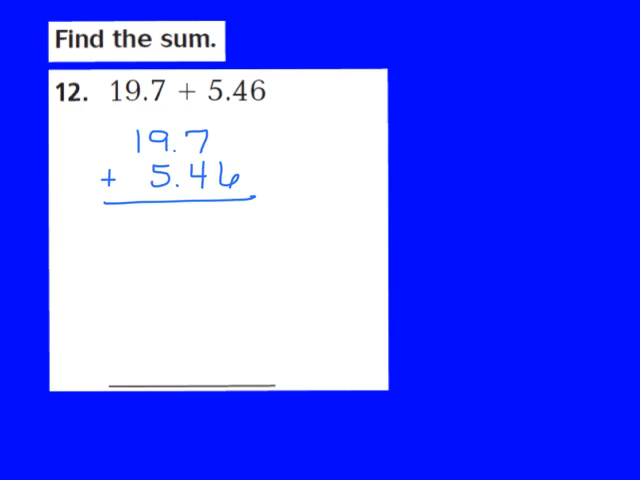 Find the sum.
12. 19.7 + 5.46
19.7
+ 5.46